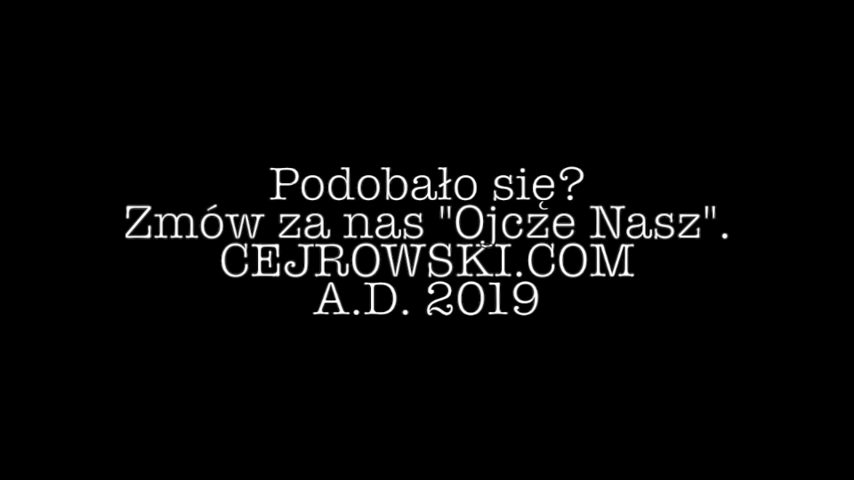 Podobało się?
Zmów za nas "Ojcze Nasz".
CEJROWSKI.COM
A.D. 2019